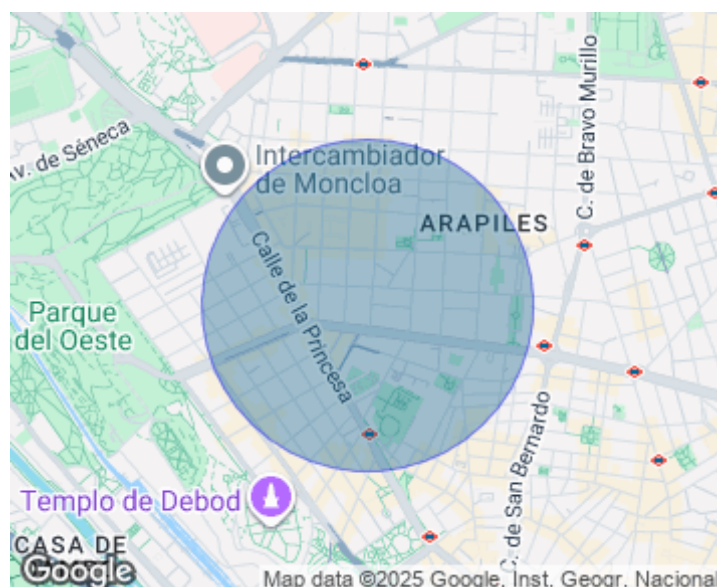 C. de Bravo Murillo
Av. de Séneca
Intercambiador
de Moncloa
ARAPILES
Calle de la Princesa
Parque
del Oeste
C. de San Bernardo
Templo de Debod
CASA DE
Google
Map data ©2025 Google, Inst. Geogr. Nacional